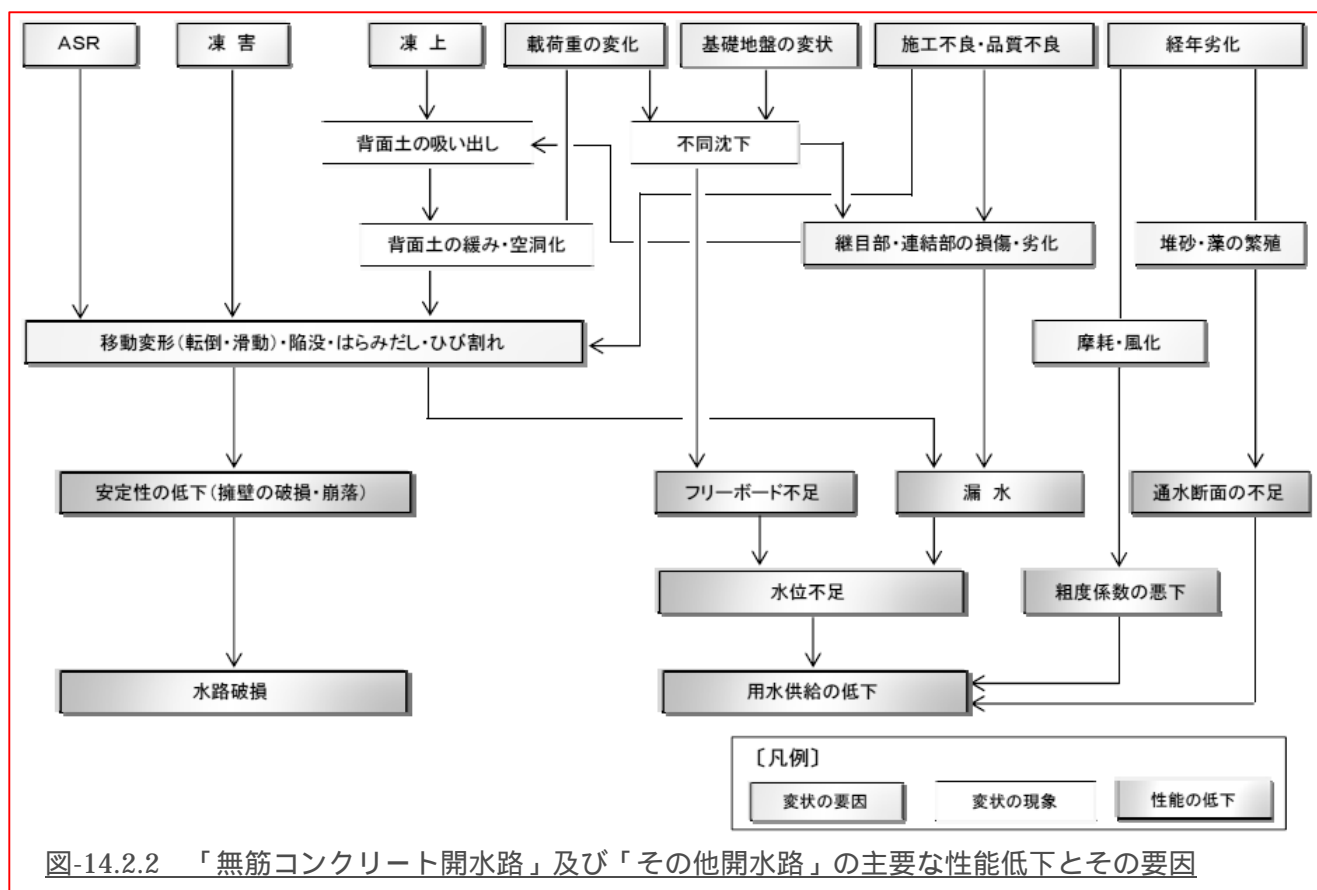 ASR
凍 害
凍 上
載荷重の変化
基礎地盤の変状
施工不良・品質不良
経年劣化
背面土の吸い出し
不同沈下
背面土の緩み・空洞化
継目部・連結部の損傷・劣化
堆砂・藻の繁殖
移動変形(転倒・滑動)・陥没・はらみだし・ひび割れ
摩耗・風化
安定性の低下(擁壁の破損・崩落)
フリーボード不足
漏 水
通水断面の不足
水位不足
粗度係数の悪下
水路破損
用水供給の低下
〔凡例〕
変状の要因
変状の現象
性能の低下
図-14.2.2 「無筋コンクリート開水路」及び「その他開水路」の主要な性能低下とその要因